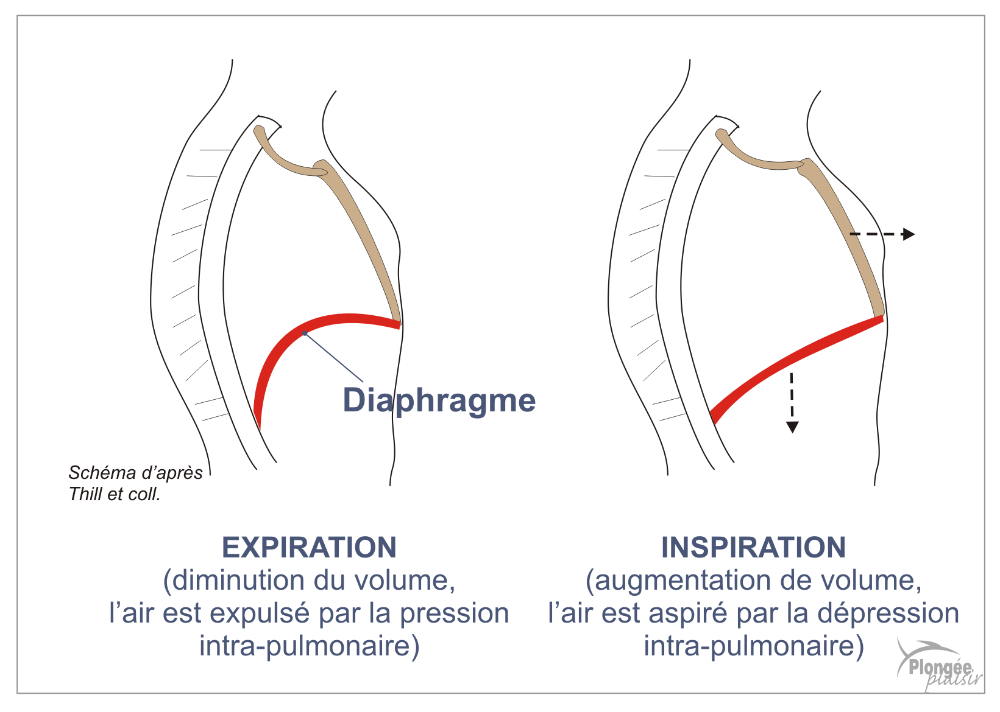 Diaphragme
Schéma d’après
Thill et coll.
EXPIRATION
(diminution du volume,
l’air est expulsé par la pression
intra-pulmonaire)
INSPIRATION
(augmentation de volume,
l’air est aspiré par la dépression
intra-pulmonaire)
Plongée
plaisir